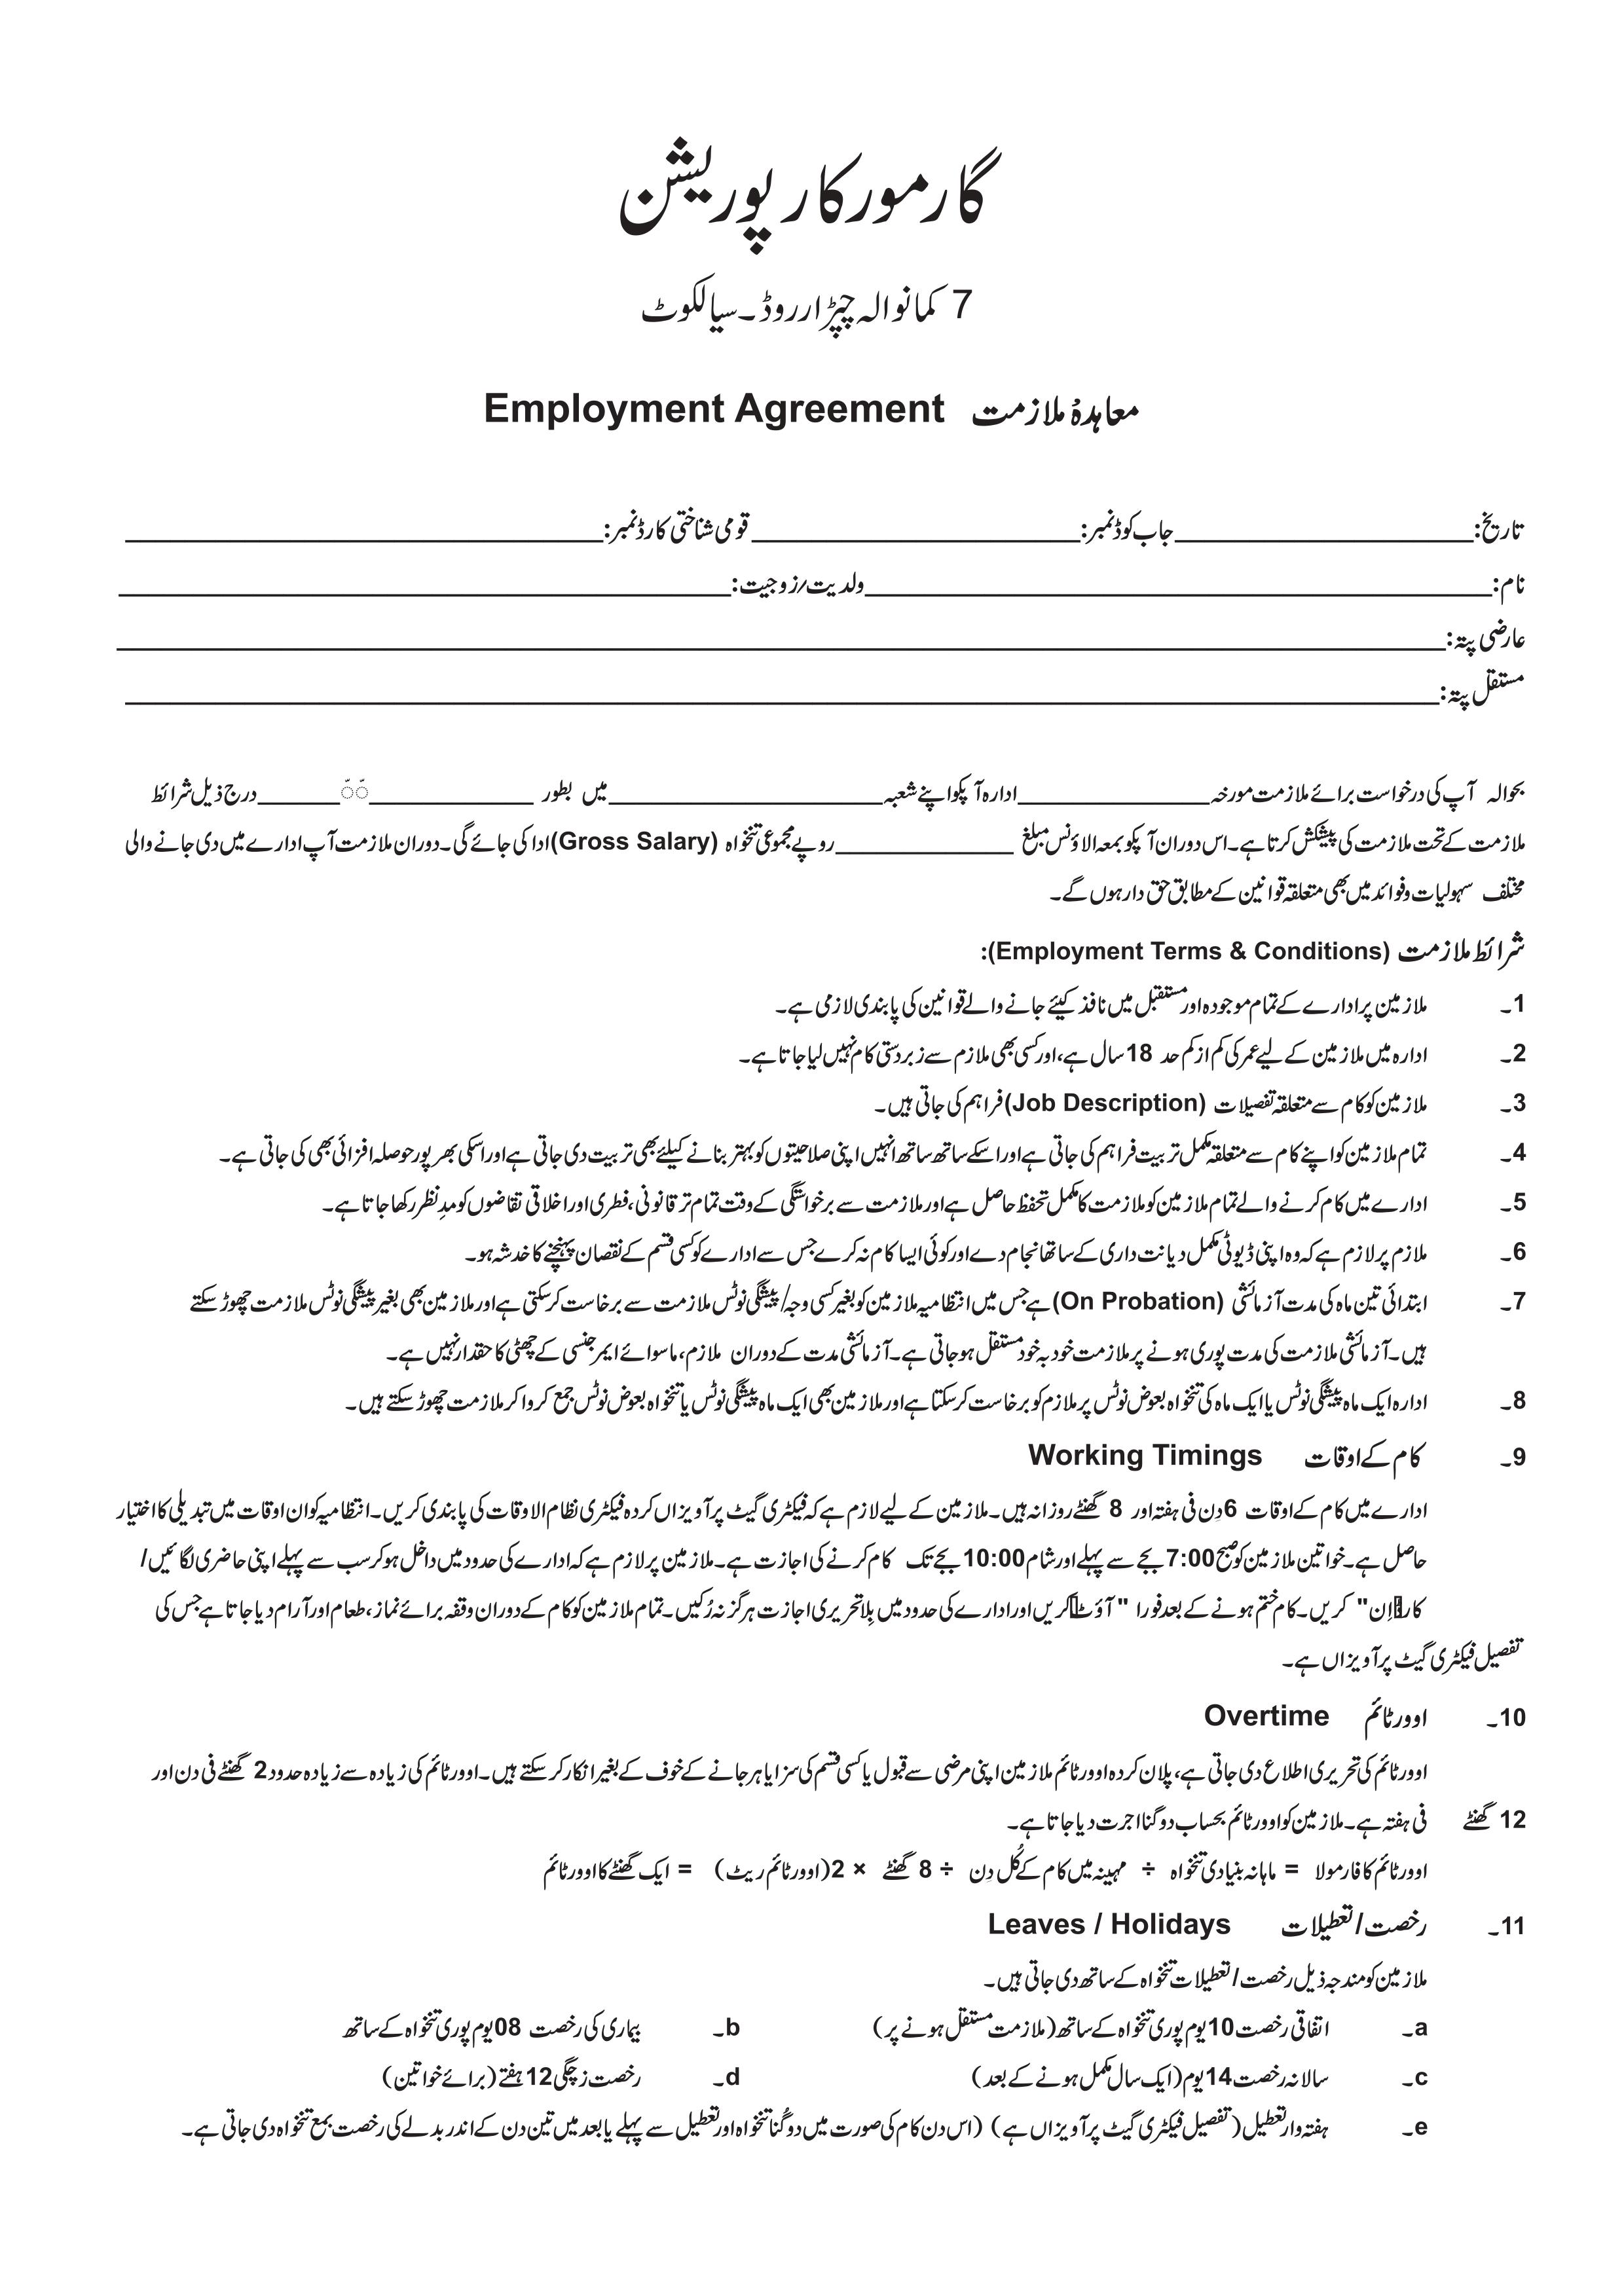 گارمور کارپوریشن
7 کمانوالہ چپڑار روڈ۔ سیالکوٹ
معاہدۂ ملازمت Employment Agreement
تاریخ:____________________جاب کوڈ نمبر:______________________قومی شناختی کارڈ نمبر:________________________________
نام:__________________________________________ولدیت/زوجیت:_________________________________________
عارضی پتہ:_________________________________________________________________________________________
مستقل پتہ:________________________________________________________________________________________
بحوالہ آپ کی درخواست برائے ملازمت مورخہ______________ادارہ آپکو اپنے شعبہ____________________میں بطور ____________ّ ّ______درج ذیل شرائط
ملازمت کے تحت ملازمت کی پیشکش کرتا ہے۔ اس دوران آپکو بمعہ الاؤنس مبلغ _____________روپے مجموعی تنخواہ (Gross Salary) ادا کی جائے گی۔ دوران ملازمت آپ ادارے میں دی جانے والی
مختلف سہولیات و فوائد میں بھی متعلقہ قوانین کے مطابق حق دار ہوں گے۔
شرائط ملازمت (Employment Terms & Conditions):
1۔ ملازمین پر ادارے کے تمام موجودہ اور مستقبل میں نافذ کیئے جانے والے قوانین کی پابندی لازمی ہے۔
2۔ ادارہ میں ملازمین کے لیے عمر کی کم از کم حد 18 سال ہے، اور کسی بھی ملازم سے زبردستی کام نہیں لیا جاتا ہے۔
3۔ ملازمین کو کام سے متعلقہ تفصیلات (Job Description) فراہم کی جاتی ہیں۔
4۔ تمام ملازمین کو اپنے کام سے متعلقہ مکمل تربیت فراہم کی جاتی ہے اور اسکے ساتھ ساتھ انہیں اپنی صلاحیتوں کو بہتر بنانے کیلئے بھی تربیت دی جاتی ہے اور اسکی بھرپور حوصلہ افزائی بھی کی جاتی ہے۔
5۔ ادارے میں کام کرنے والے تمام ملازمین کو ملازمت کا مکمل تحفظ حاصل ہے اور ملازمت سے برخواستگی کے وقت تمام تر قانونی، فطری اور اخلاقی تقاضوں کو مدِنظر رکھا جاتا ہے۔
6۔ ملازم پر لازم ہے کہ وہ اپنی ڈیوٹی مکمل دیانت داری کے ساتھ انجام دے اور کوئی ایسا کام نہ کرے جس سے ادارے کو کسی قسم کے نقصان پہنچنے کا خدشہ ہو۔
7۔ ابتدائی تین ماہ کی مدت آزمائشی (On Probation) ہے جس میں انتظامیہ ملازمین کو بغیر کسی وجہ/پیشگی نوٹس ملازمت سے برخاست کرسکتی ہے اور ملازمین بھی بغیر پیشگی نوٹس ملازمت چھوڑ سکتے
ہیں۔ آزمائشی ملازمت کی مدت پوری ہونے پر ملازمت خود بہ خود مستقل ہو جاتی ہے۔ آزمائشی مدت کے دوران ملازم، ماسوائے ایمرجنسی کے چھٹی کا حقدار نہیں ہے۔
8۔ ادارہ ایک ماہ پیشگی نوٹس یا ایک ماہ کی تنخواہ بعوض نوٹس پر ملازم کو برخاست کرسکتا ہے اور ملازمین بھی ایک ماہ پیشگی نوٹس یا تنخواہ بعوض نوٹس جمع کروا کر ملازمت چھوڑ سکتے ہیں۔
9۔ کام کے اوقات Working Timings
ادارے میں کام کے اوقات 6 دِن فی ہفتہ اور 8 گھنٹے روزانہ ہیں۔ ملازمین کے لیے لازم ہے کہ فیکٹری گیٹ پر آویزاں کردہ فیکٹری نظام الاوقات کی پابندی کریں۔ انتظامیہ کو ان اوقات میں تبدیلی کا اختیار
حاصل ہے۔ خواتین ملازمین کو صبح 7:00 بجے سے پہلے اور شام 10:00 بجے تک کام کرنے کی اجازت ہے۔ ملازمین پر لازم ہے کہ ادارے کی حدود میں داخل ہو کر سب سے پہلے اپنی حاضری لگائیں/
کار اِن" کریں۔ کام ختم ہونے کے بعد فورا "آؤٹ کریں اور ادارے کی حدود میں بِلا تحریری اجازت ہرگز نہ رُکیں۔ تمام ملازمین کو کام کے دوران وقفہ برائے نماز، طعام اور آرام دیا جاتا ہے جس کی
تفصیل فیکٹری گیٹ پر آویزاں ہے۔
10۔ اوورٹائم Overtime
اوورٹائم کی تحریری اطلاع دی جاتی ہے، پلان کردہ اوورٹائم ملازمین اپنی مرضی سے قبول یا کسی قسم کی سزا یا ہرجانے کے خوف کے بغیر انکار کر سکتے ہیں۔ اوورٹائم کی زیادہ سے زیادہ حدود 2 گھنٹے فی دن اور
12 گھنٹے فی ہفتہ ہے۔ ملازمین کو اوورٹائم بحساب دوگنا اجرت دیا جاتا ہے۔
اوورٹائم کا فارمولا = ماہانہ بنیادی تنخواہ ÷ مہینہ میں کام کے کُل دِن ÷ 8 گھنٹے × 2 (اوورٹائم ریٹ) = ایک گھنٹے کا اوورٹائم
11۔ رخصت/تعطیلات Leaves / Holidays
ملازمین کو مندجہ ذیل رخصت/تعطیلات تنخواہ کے ساتھ دی جاتی ہیں۔
a۔ اتفاقی رخصت 10 یوم پوری تنخواہ کے ساتھ (ملازمت مستقل ہونے پر) b۔ بیماری کی رخصت 08 یوم پوری تنخواہ کے ساتھ
c۔ سالانہ رخصت 14 یوم (ایک سال مکمل ہونے کے بعد) d۔ رخصت زچگی 12 ہفتے (برائے خواتین)
e۔ ہفتہ وار تعطیل (تفصیل فیکٹری گیٹ پر آویزاں ہے) (اس دن کام کی صورت میں دوگُنا تنخواہ اور تعطیل سے پہلے یا بعد میں تین دن کے اندر بدلے کی رخصت بمع تنخواہ دی جاتی ہے۔